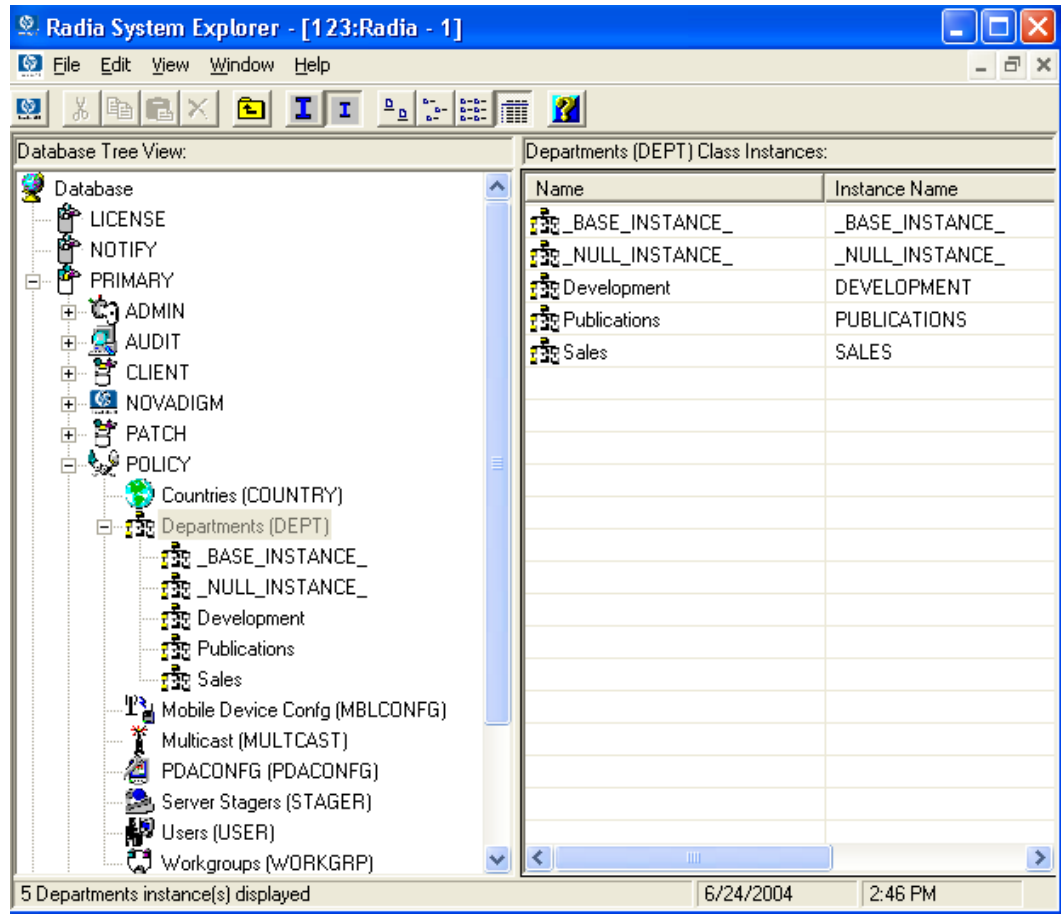 Radia System Explorer - [123:Radia - 1]
File Edit View Window Help
Database Tree View:
Database
LICENSE
NOTIFY
PRIMARY
ADMIN
AUDIT
CLIENT
NOVADIGM
PATCH
POLICY
Countries (COUNTRY)
Departments (DEPT)
_BASE_INSTANCE_
_NULL_INSTANCE_
Development
Publications
Sales
Mobile Device Confg (MBLCONFG)
Multicast (MULTCAST)
PDACONFG (PDACONFG)
Server Stagers (STAGER)
Users (USER)
Workgroups (WORKGRP)
Departments (DEPT) Class Instances:
Name Instance Name
_BASE_INSTANCE_ _BASE_INSTANCE_
_NULL_INSTANCE_ _NULL_INSTANCE_
Development DEVELOPMENT
Publications PUBLICATIONS
Sales SALES
5 Departments instance(s) displayed 6/24/2004 2:46 PM